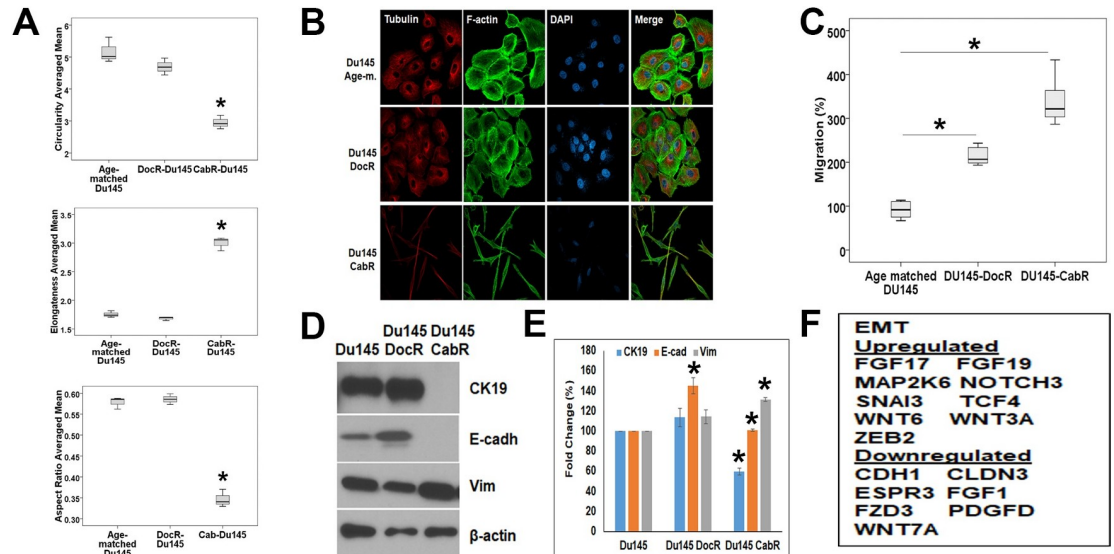 A
Circularity Averaged Mean
6
5
4
3
2
*
Age-matched Du145
DocR-Du145
CabR-Du145
Elongateness Averaged Mean
3.5
3.0
2.5
2.0
1.5
*
Age-matched Du145
DocR-Du145
CabR-Du145
Aspect Ratio Averaged Mean
0.60
0.50
0.45
0.40
0.35
0.30
*
Age-matched Du145
DocR-Du145
Cab-Du145
B
Tubulin F-actin DAPI Merge
Du145
Age-m.
Du145
DocR
Du145
CabR
C
Migration (%)
500
400
300
200
100
0
*
*
Age matched DU145
DU145-DocR
DU145-CabR
D
Du145 Du145
Du145 DocR CabR
CK19
E-cadh
Vim
β-actin
E
Fold Change (%)
180
160
140
120
100
80
60
40
20
0
CK19 E-cad Vim
*
*
*
*
Du145 Du145 DocR Du145 CabR
F
EMT
Upregulated
FGF17 FGF19
MAP2K6 NOTCH3
SNAI3 TCF4
WNT6 WNT3A
ZEB2
Downregulated
CDH1 CLDN3
ESPR3 FGF1
FZD3 PDGFD
WNT7A